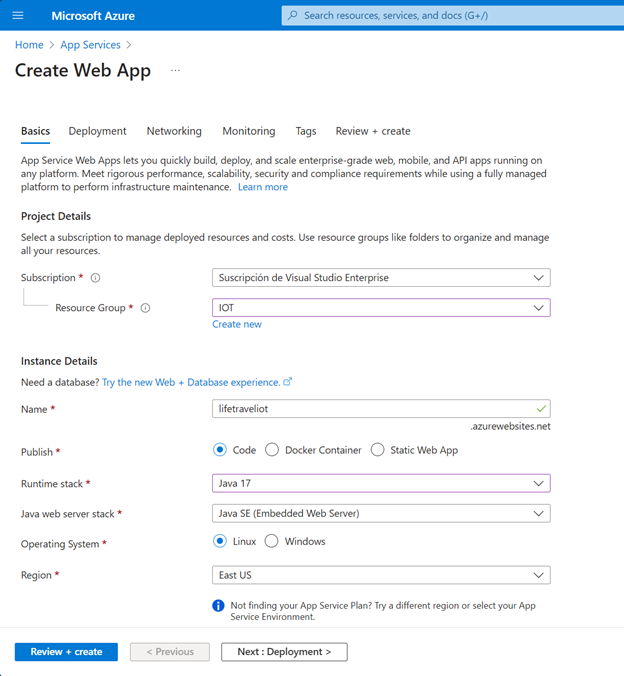 Microsoft Azure
Search resources, services, and docs (G+/)
Home > App Services >
Create Web App ...
Basics Deployment Networking Monitoring Tags Review + create
App Service Web Apps lets you quickly build, deploy, and scale enterprise-grade web, mobile, and API apps running on
any platform. Meet rigorous performance, scalability, security and compliance requirements while using a fully managed
platform to perform infrastructure maintenance. Learn more
Project Details
Select a subscription to manage deployed resources and costs. Use resource groups like folders to organize and manage
all your resources.
Subscription * Suscripción de Visual Studio Enterprise
Resource Group * IOT
Create new
Instance Details
Need a database? Try the new Web + Database experience.
Name * lifetraveliot
.azurewebsites.net
Publish * Code Docker Container Static Web App
Runtime stack * Java 17
Java web server stack * Java SE (Embedded Web Server)
Operating System * Linux Windows
Region * East US
Not finding your App Service Plan? Try a different region or select your App
Service Environment.
Review + create < Previous Next : Deployment >